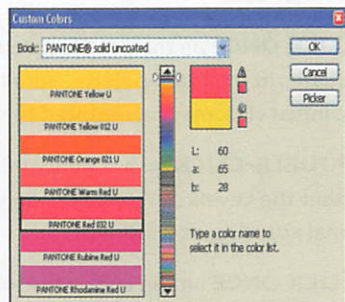 Custom Colors
Book: PANTONE® solid uncoated
OK
Cancel
Picker
PANTONE Yellow U
PANTONE Yellow 012 U
PANTONE Orange 021 U
PANTONE Warm Red U
PANTONE Red 032 U
PANTONE Rubine Red U
PANTONE Rhodamine Red U
L: 60
a: 65
b: 28
Type a color name to
select it in the color list.